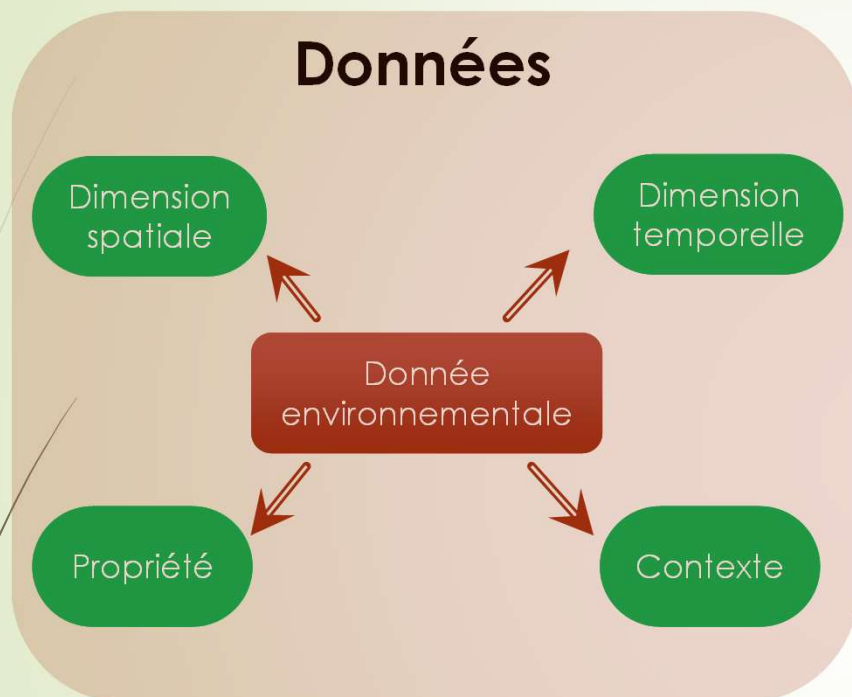 Données
Dimension
spatiale
Dimension
temporelle
Donnée
environnementale
Propriété
Contexte